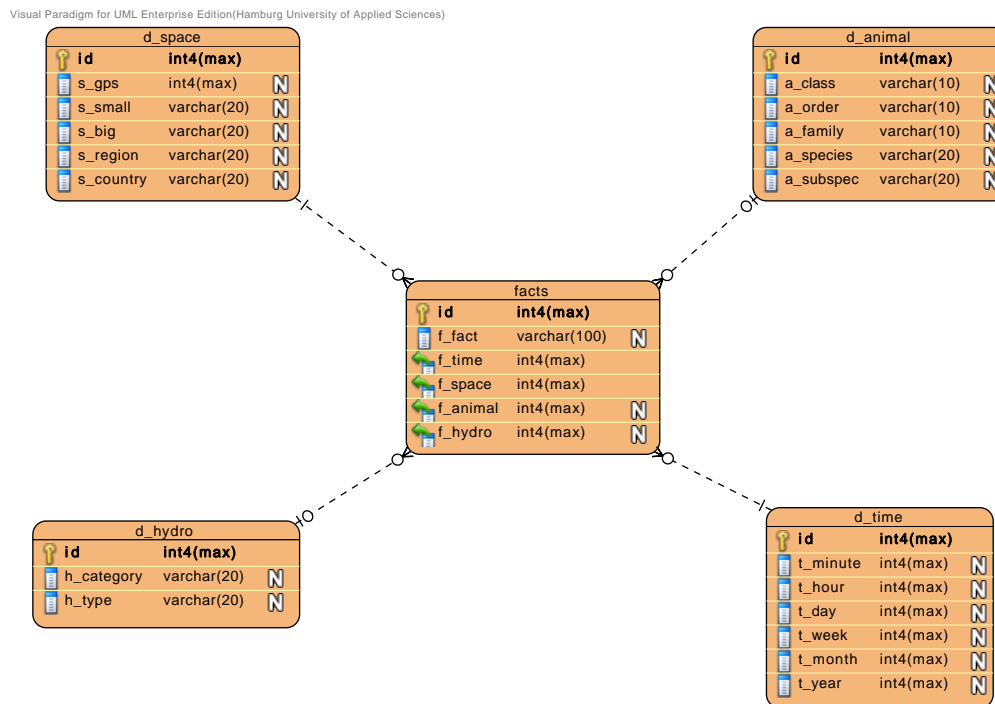 Visual Paradigm for UML Enterprise Edition(Hamburg University of Applied Sciences)
d_space
id int4(max)
s_gps int4(max) N
s_small varchar(20) N
s_big varchar(20) N
s_region varchar(20) N
s_country varchar(20) N
d_animal
id int4(max)
a_class varchar(10) N
a_order varchar(10) N
a_family varchar(10) N
a_species varchar(20) N
a_subspec varchar(20) N
facts
id int4(max)
f_fact varchar(100) N
f_time int4(max)
f_space int4(max)
f_animal int4(max) N
f_hydro int4(max) N
d_hydro
id int4(max)
h_category varchar(20) N
h_type varchar(20) N
d_time
id int4(max)
t_minute int4(max) N
t_hour int4(max) N
t_day int4(max) N
t_week int4(max) N
t_month int4(max) N
t_year int4(max) N